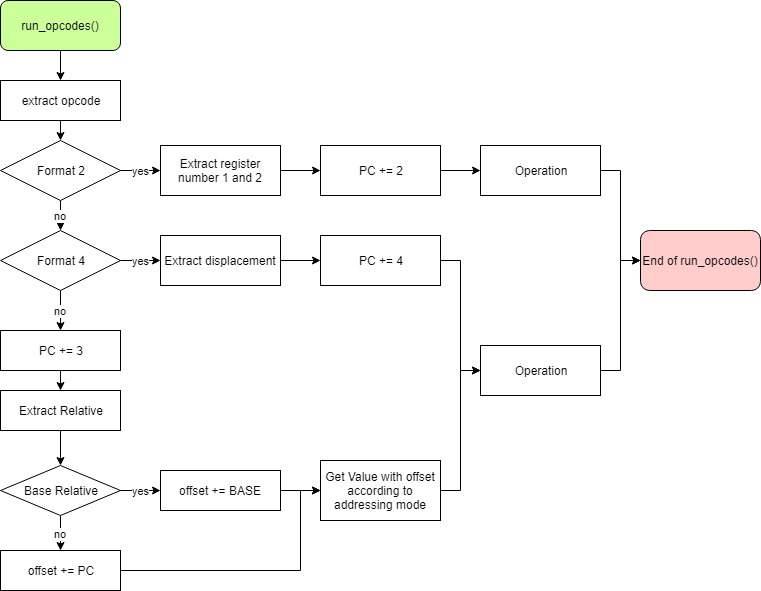 run_opcodes()
extract opcode
Format 2
yes
Extract register
number 1 and 2
PC += 2
Operation
no
Format 4
yes
Extract displacement
PC += 4
End of run_opcodes()
no
PC += 3
Operation
Extract Relative
Base Relative
yes
offset += BASE
Get Value with offset
according to
addressing mode
no
offset += PC